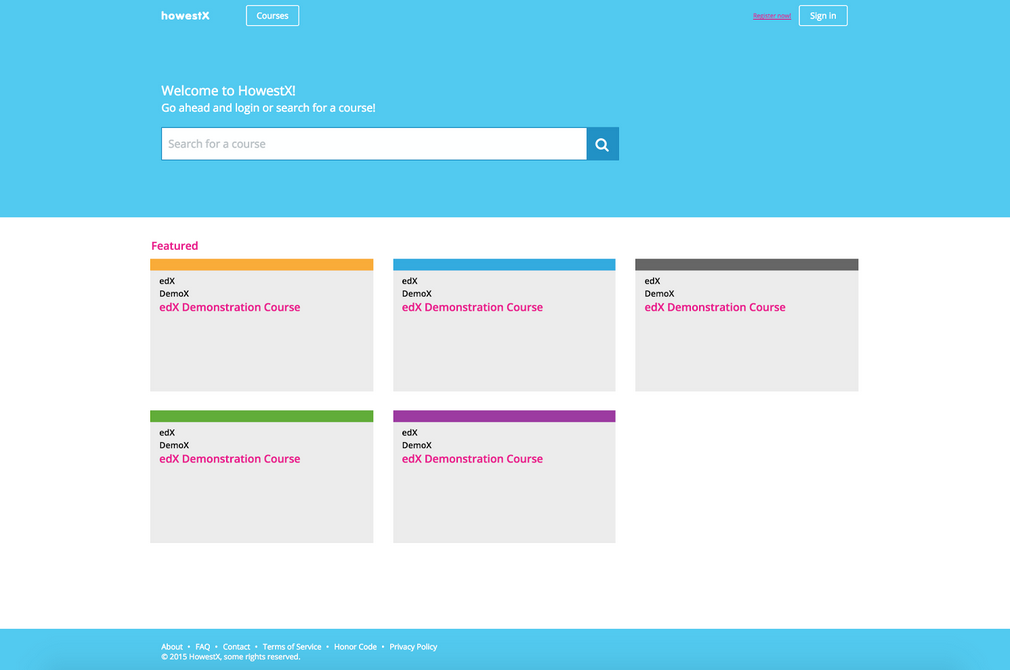 howestX
Courses
Register now!
Sign in
Welcome to HowestX!
Go ahead and login or search for a course!
Search for a course
Featured
edX
DemoX
edX Demonstration Course
edX
DemoX
edX Demonstration Course
edX
DemoX
edX Demonstration Course
edX
DemoX
edX Demonstration Course
edX
DemoX
edX Demonstration Course
About • FAQ • Contact • Terms of Service • Honor Code • Privacy Policy
© 2015 HowestX, some rights reserved.